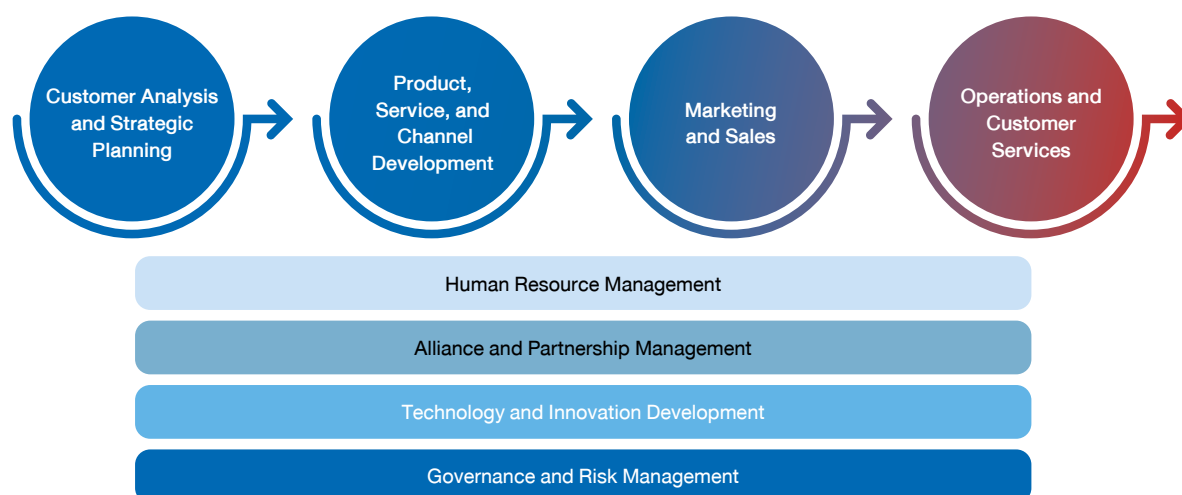 Customer Analysis
and Strategic
Planning
Product,
Service, and
Channel
Development
Marketing
and Sales
Operations and
Customer
Services
Human Resource Management
Alliance and Partnership Management
Technology and Innovation Development
Governance and Risk Management